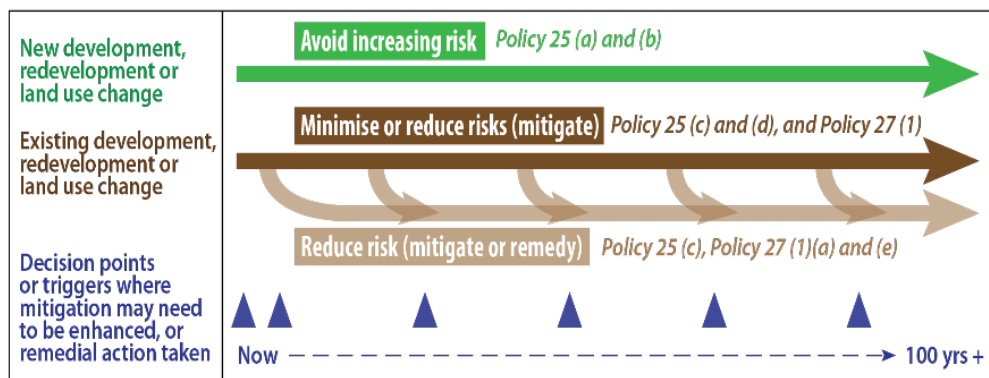 New development,
redevelopment or
land use change
Avoid increasing risk Policy 25 (a) and (b)
Existing development,
redevelopment or
land use change
Minimise or reduce risks (mitigate) Policy 25 (c) and (d), and Policy 27 (1)
Reduce risk (mitigate or remedy) Policy 25 (c), Policy 27 (1)(a) and (e)
Decision points
or triggers where
mitigation may need
to be enhanced, or
remedial action taken
Now 100 yrs +